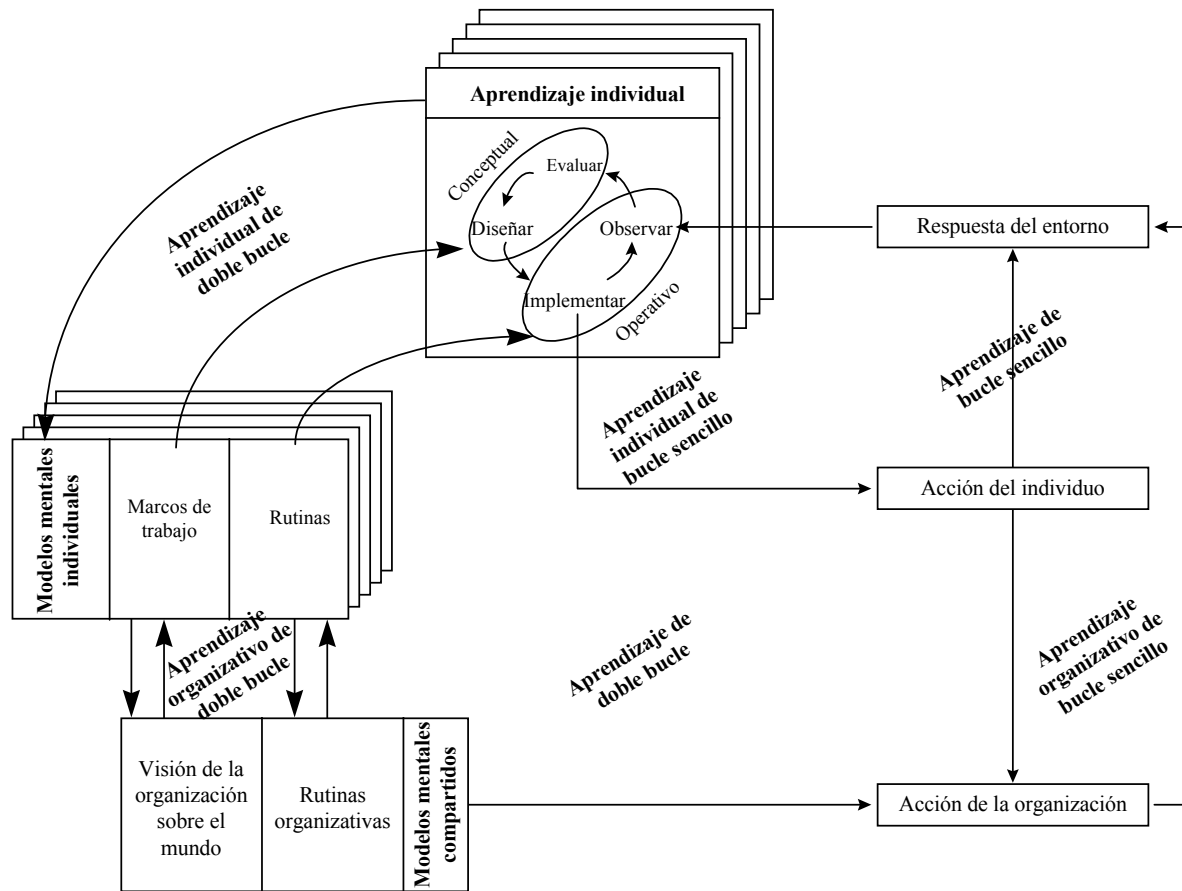 Aprendizaje individual
Conceptual
Evaluar
Diseñar
Observar
Implementar
Operativo
Aprendizaje
individual de
doble bucle
Respuesta del entorno
Aprendizaje de
bucle sencillo
Aprendizaje
individual de
bucle sencillo
Acción del individuo
Modelos mentales
individuales
Marcos de
trabajo
Rutinas
Aprendizaje
organizativo de
doble bucle
Aprendizaje de
doble bucle
Aprendizaje
organizativo de
bucle sencillo
Visión de la
organización
sobre el
mundo
Rutinas
organizativas
Modelos mentales
compartidos
Acción de la organización